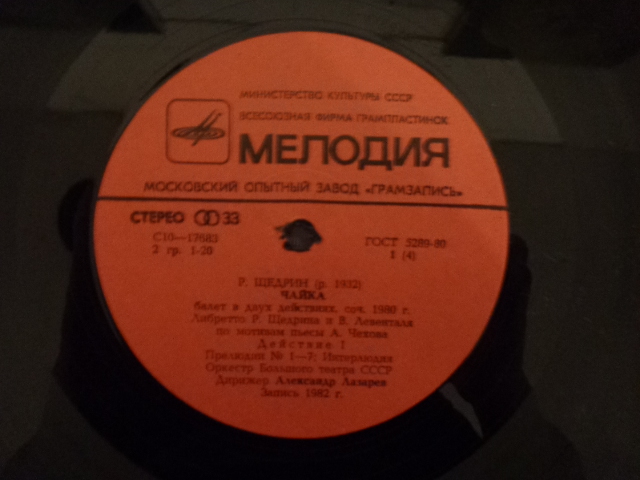 МИНИСТЕРСТВО КУЛЬТУРЫ СССР
ВСЕСОЮЗНАЯ ФИРМА ГРАМПЛАСТИНОК
МЕЛОДИЯ
МОСКОВСКИЙ ОПЫТНЫЙ ЗАВОД «ГРАМЗАПИСЬ»
СТЕРЕО 33
С10—17683 ГОСТ 5289-80
2 гр. 1-20 1 (4)
Р. ЩЕДРИН (р. 1932)
ЧАЙКА
балет в двух действиях, соч. 1980 г.
Либретто Р. Щедрина и В. Левенталя
по мотивам пьесы А. Чехова
Действие I
Прелюдии № 1—7; Интерлюдия
Оркестр Большого театра СССР
Дирижер Александр Лазарев
Запись 1982 г.